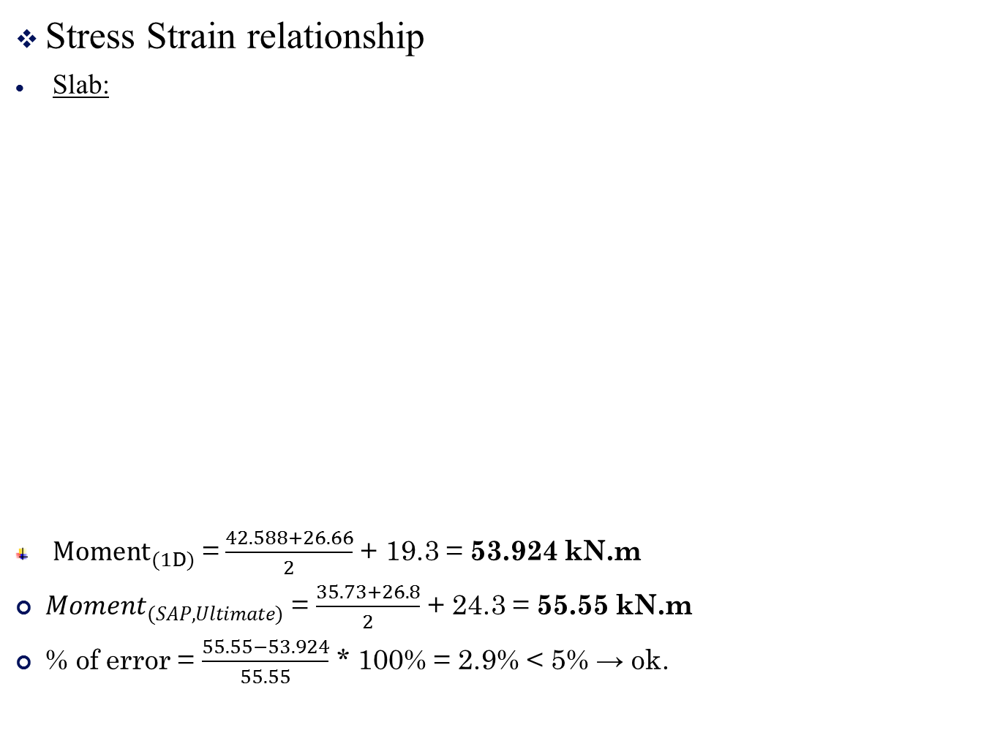 Stress Strain relationship
Slab:
Moment(1D) = (42.588+26.66)/2 + 19.3 = 53.924 kN.m
Moment(SAP,Ultimate) = (35.73+26.8)/2 + 24.3 = 55.55 kN.m
% of error = (55.55−53.924)/55.55 * 100% = 2.9% < 5% → ok.